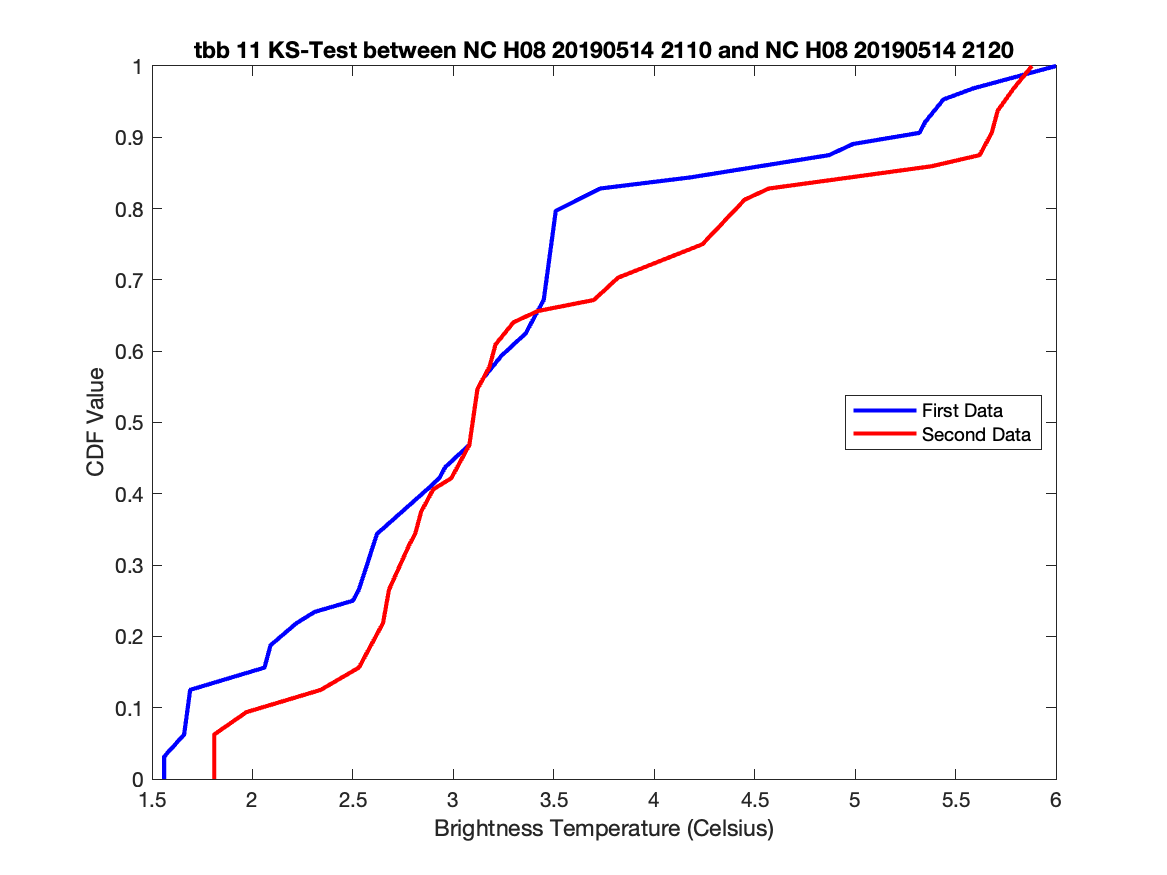 tbb 11 KS-Test between NC H08 20190514 2110 and NC H08 20190514 2120
1
0.9
0.8
0.7
0.6
0.5
0.4
0.3
0.2
0.1
0
CDF Value
First Data
Second Data
1.5 2 2.5 3 3.5 4 4.5 5 5.5 6
Brightness Temperature (Celsius)